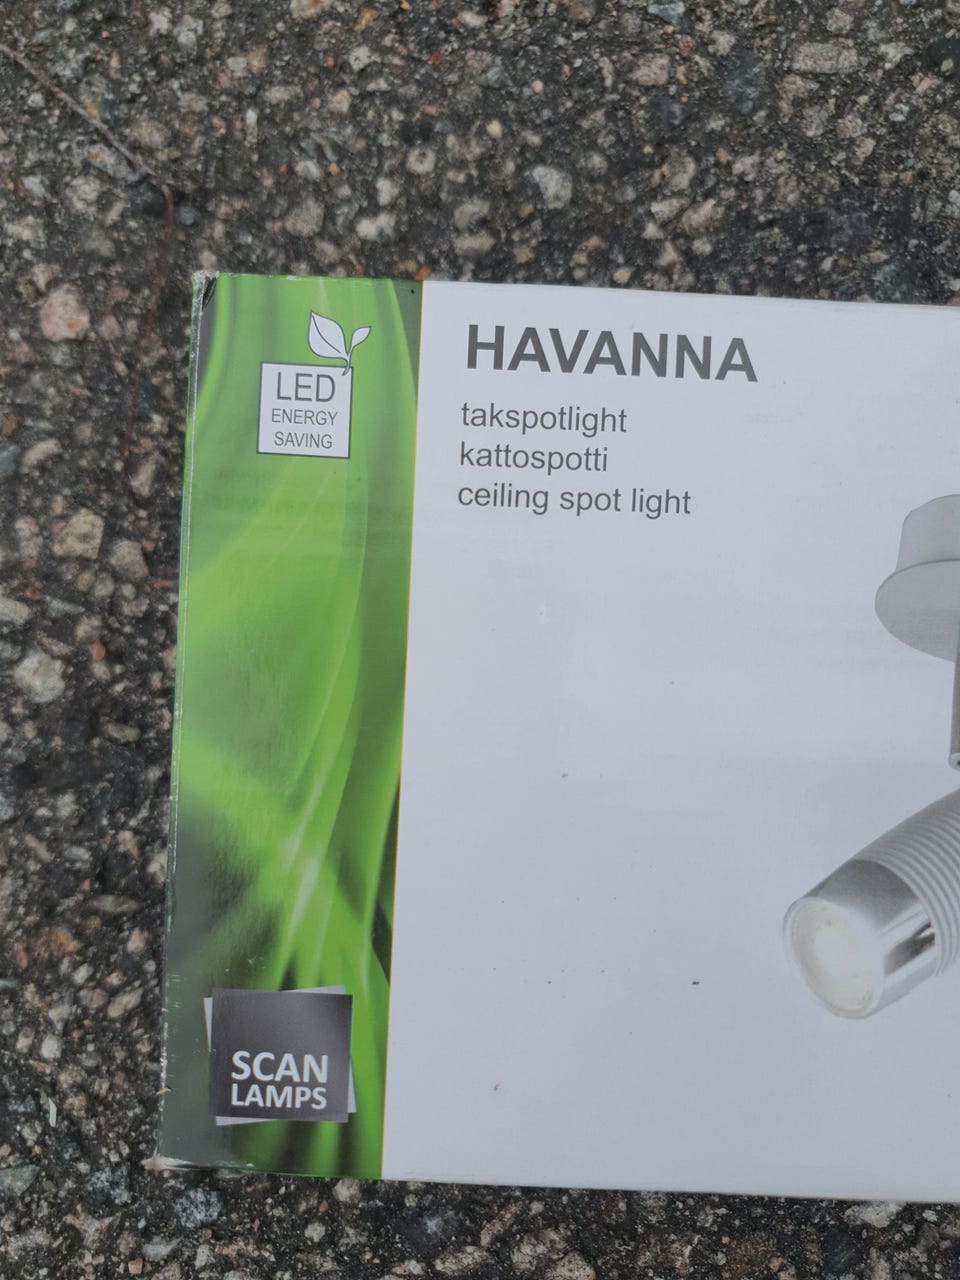 LED
ENERGY
SAVING
HAVANNA
takspotlight
kattospotti
ceiling spot light
SCAN
LAMPS